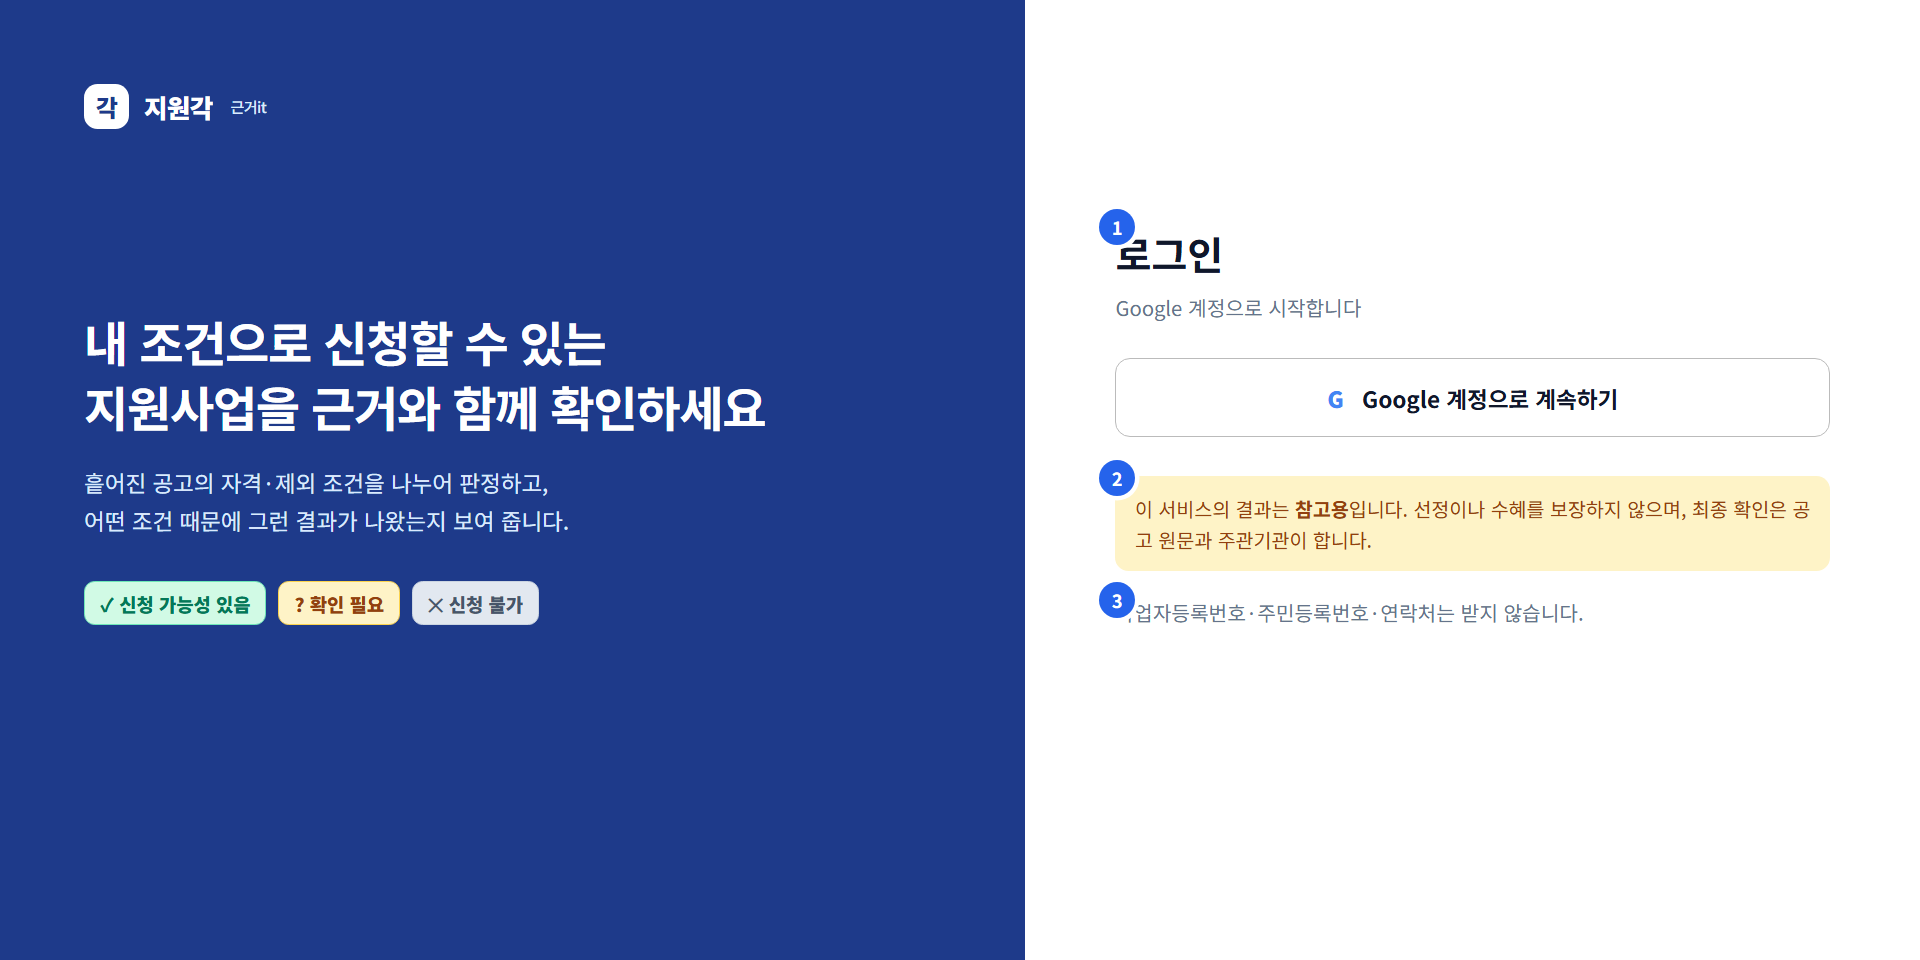 각 지원각 근거it
내 조건으로 신청할 수 있는
지원사업을 근거와 함께 확인하세요
흩어진 공고의 자격·제외 조건을 나누어 판정하고,
어떤 조건 때문에 그런 결과가 나왔는지 보여 줍니다.
✓ 신청 가능성 있음 ? 확인 필요 ✕ 신청 불가
1
로그인
Google 계정으로 시작합니다
G Google 계정으로 계속하기
2
이 서비스의 결과는 참고용입니다. 선정이나 수혜를 보장하지 않으며, 최종 확인은 공
고 원문과 주관기관이 합니다.
3
업자등록번호·주민등록번호·연락처는 받지 않습니다.